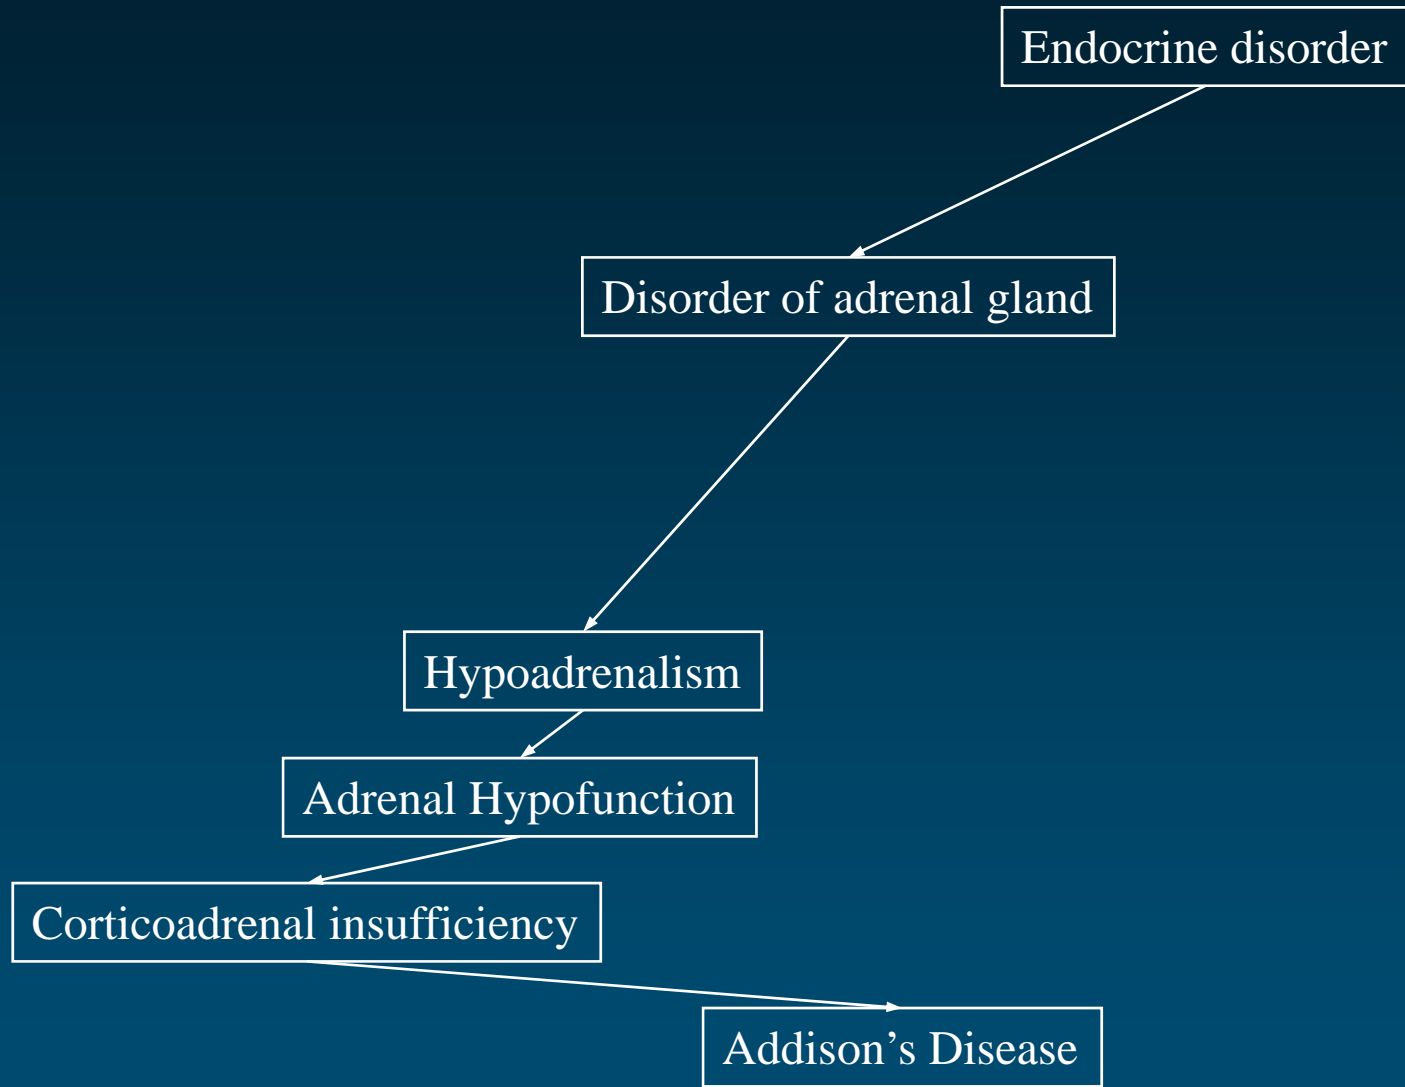 Endocrine disorder
Disorder of adrenal gland
Hypoadrenalism
Adrenal Hypofunction
Corticoadrenal insufficiency
Addison’s Disease